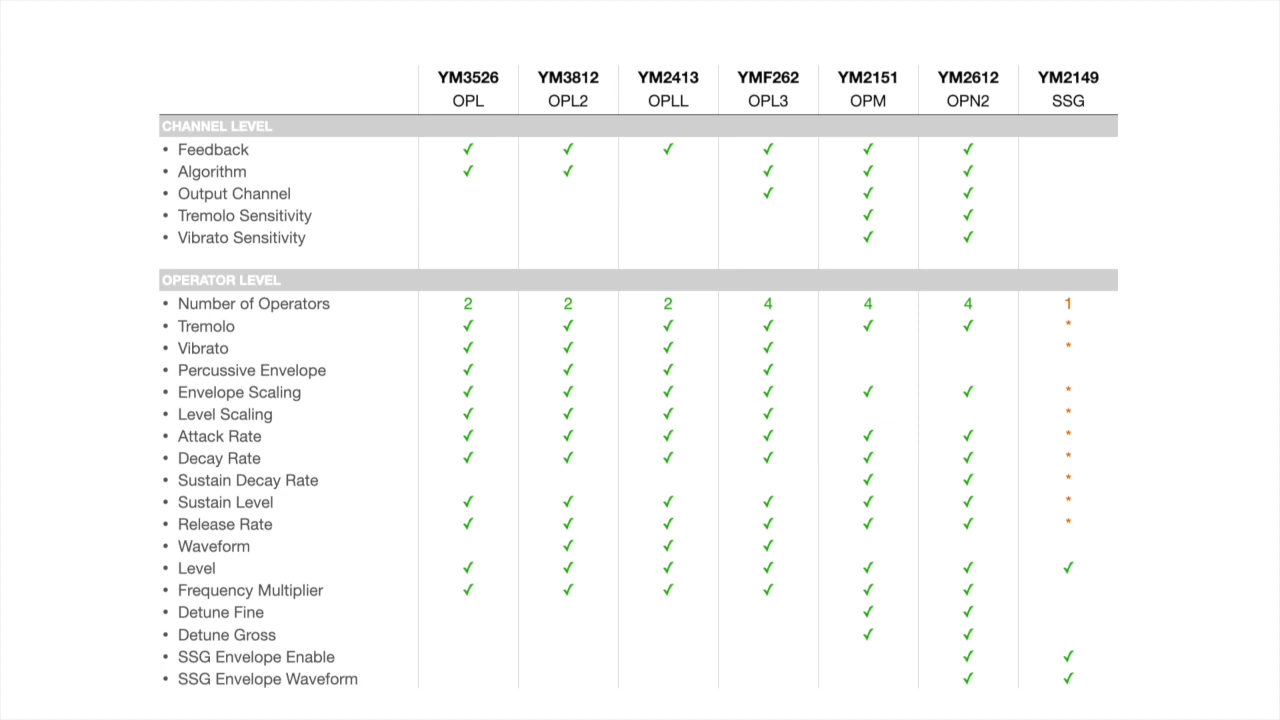 YM3526 YM3812 YM2413 YMF262 YM2151 YM2612 YM2149
OPL OPL2 OPLL OPL3 OPM OPN2 SSG
CHANNEL LEVEL
• Feedback ✓ ✓ ✓ ✓ ✓ ✓
• Algorithm ✓ ✓ ✓ ✓ ✓
• Output Channel ✓ ✓ ✓
• Tremolo Sensitivity ✓ ✓
• Vibrato Sensitivity ✓ ✓
OPERATOR LEVEL
• Number of Operators 2 2 2 4 4 4 1
• Tremolo ✓ ✓ ✓ ✓ ✓ ✓ *
• Vibrato ✓ ✓ ✓ ✓ *
• Percussive Envelope ✓ ✓ ✓ ✓
• Envelope Scaling ✓ ✓ ✓ ✓ ✓ ✓ *
• Level Scaling ✓ ✓ ✓ ✓ *
• Attack Rate ✓ ✓ ✓ ✓ ✓ ✓ *
• Decay Rate ✓ ✓ ✓ ✓ ✓ ✓ *
• Sustain Decay Rate ✓ ✓ *
• Sustain Level ✓ ✓ ✓ ✓ ✓ ✓ *
• Release Rate ✓ ✓ ✓ ✓ ✓ ✓ *
• Waveform ✓ ✓ ✓
• Level ✓ ✓ ✓ ✓ ✓ ✓ ✓
• Frequency Multiplier ✓ ✓ ✓ ✓ ✓ ✓
• Detune Fine ✓ ✓
• Detune Gross ✓ ✓
• SSG Envelope Enable ✓ ✓
• SSG Envelope Waveform ✓ ✓